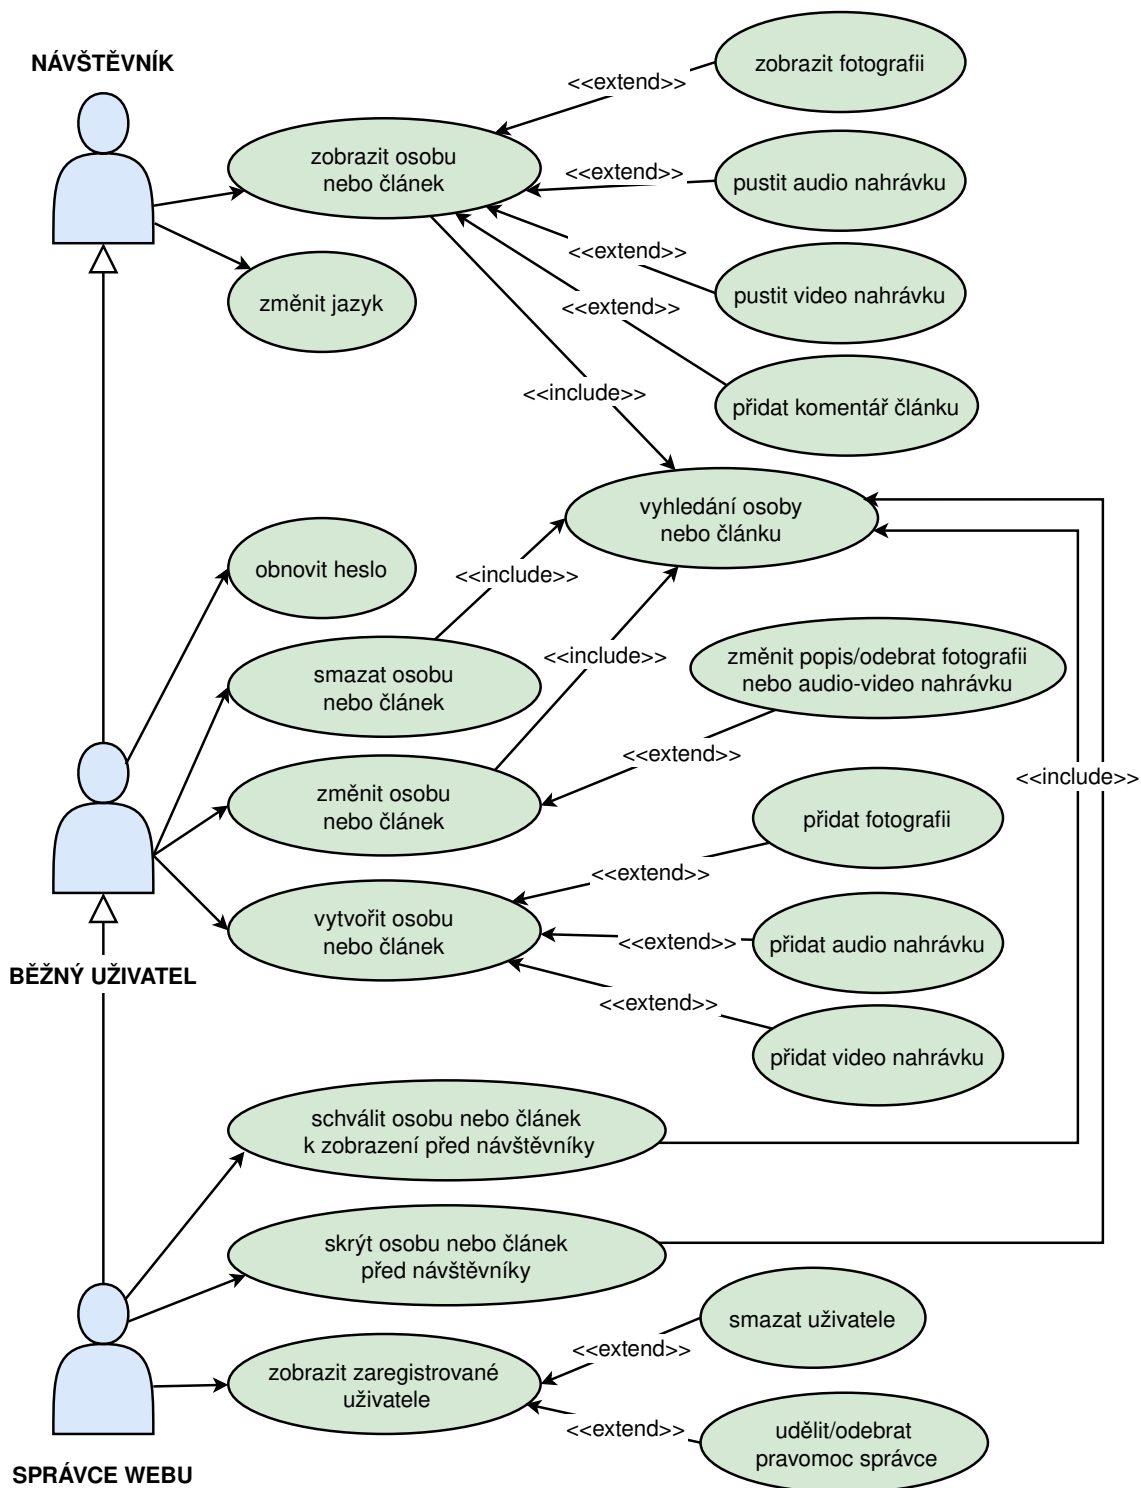 NÁVŠTĚVNÍK
zobrazit fotografii
<<extend>>
zobrazit osobu
nebo článek
<<extend>>
pustit audio nahrávku
<<extend>>
pustit video nahrávku
změnit jazyk
<<extend>>
<<include>>
přidat komentář článku
vyhledání osoby
nebo článku
obnovit heslo
<<include>>
smazat osobu
nebo článek
<<include>>
změnit popis/odebrat fotografii
nebo audio-video nahrávku
<<extend>>
<<include>>
změnit osobu
nebo článek
přidat fotografii
<<extend>>
vytvořit osobu
nebo článek
<<extend>>
přidat audio nahrávku
BĚŽNÝ UŽIVATEL
<<extend>>
přidat video nahrávku
schválit osobu nebo článek
k zobrazení před návštěvníky
skrýt osobu nebo článek
před návštěvníky
smazat uživatele
<<extend>>
zobrazit zaregistrované
uživatele
<<extend>>
udělit/odebrat
pravomoc správce
SPRÁVCE WEBU